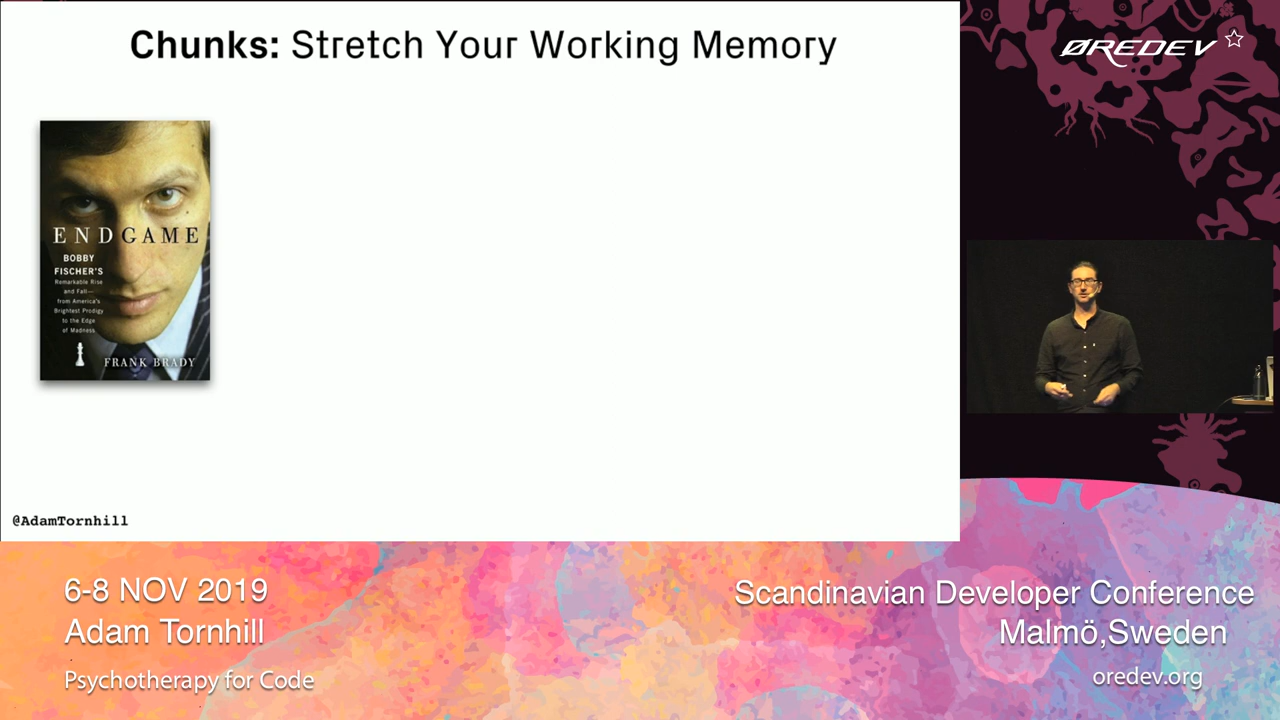 Chunks: Stretch Your Working Memory
ØREDEV
ENDGAME
BOBBY
FISCHER'S
Remarkable Rise
and Fall—
from America's
Brightest Prodigy
to the Edge
of Madness
FRANK BRADY
@AdamTornhill
6-8 NOV 2019
Adam Tornhill
Psychotherapy for Code
Scandinavian Developer Conference
Malmö,Sweden
oredev.org